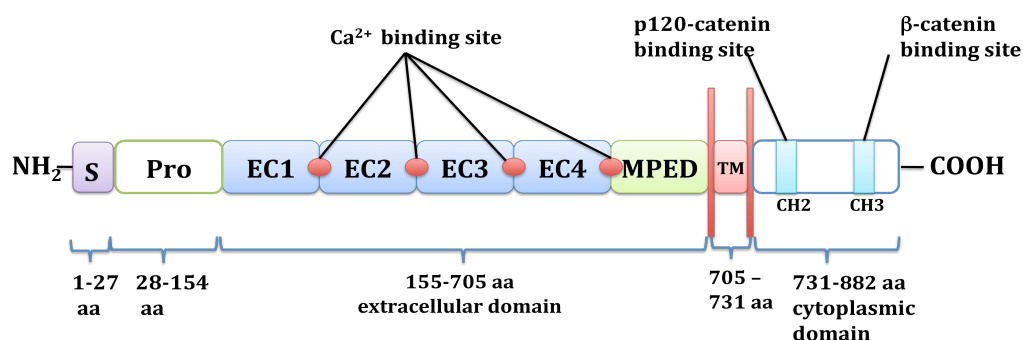 Ca²⁺ binding site
p120-catenin
binding site
β-catenin
binding site
NH₂
S
Pro
EC1
EC2
EC3
EC4
MPED
TM
COOH
CH2
CH3
1-27
aa
28-154
aa
155-705 aa
extracellular domain
705 –
731 aa
731-882 aa
cytoplasmic
domain